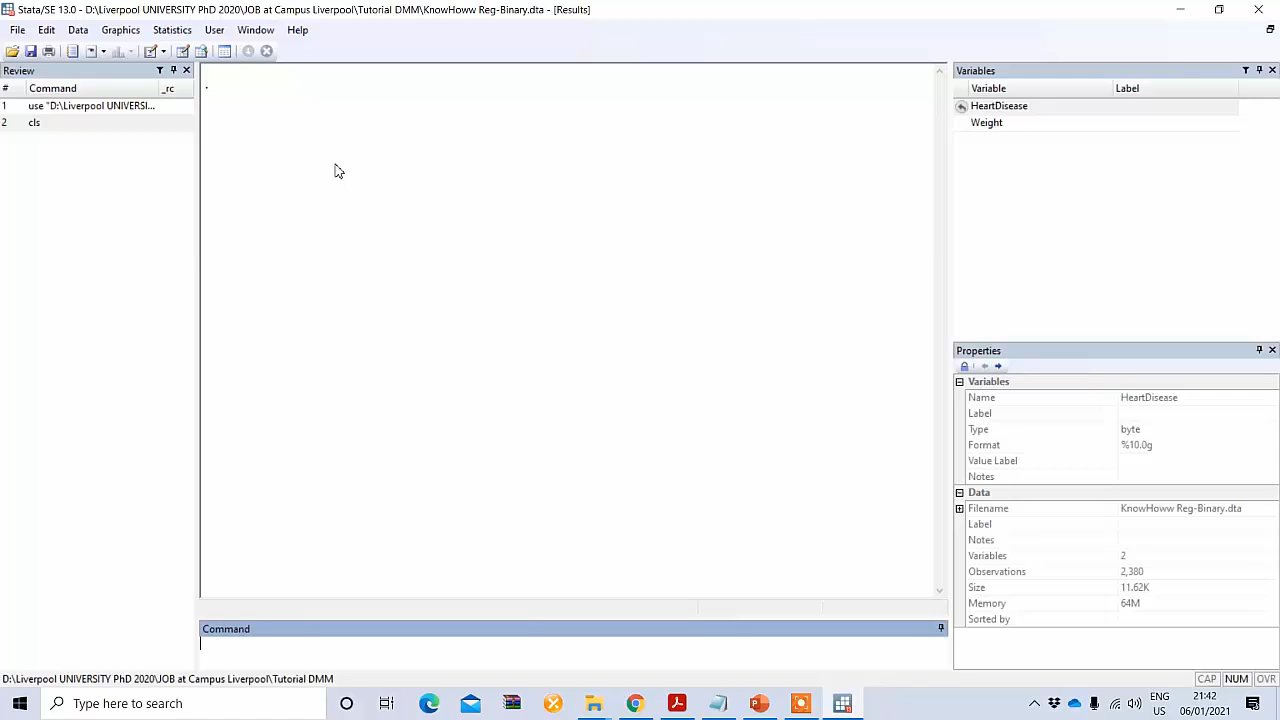 Stata/SE 13.0 - D:\Liverpool UNIVERSITY PhD 2020\JOB at Campus Liverpool\Tutorial DMM\KnowHoww Reg-Binary.dta - [Results]
File Edit Data Graphics Statistics User Window Help
Review
# Command _rc
1 use "D:\Liverpool UNIVERSI...
2 cls
.
Command
Variables
Variable Label
HeartDisease
Weight
Properties
Variables
Name HeartDisease
Label
Type byte
Format %10.0g
Value Label
Notes
Data
Filename KnowHoww Reg-Binary.dta
Label
Notes
Variables 2
Observations 2,380
Size 11.62K
Memory 64M
Sorted by
D:\Liverpool UNIVERSITY PhD 2020\JOB at Campus Liverpool\Tutorial DMM
CAP NUM OVR
Type here to search
ENG
US
21:42
06/01/2021